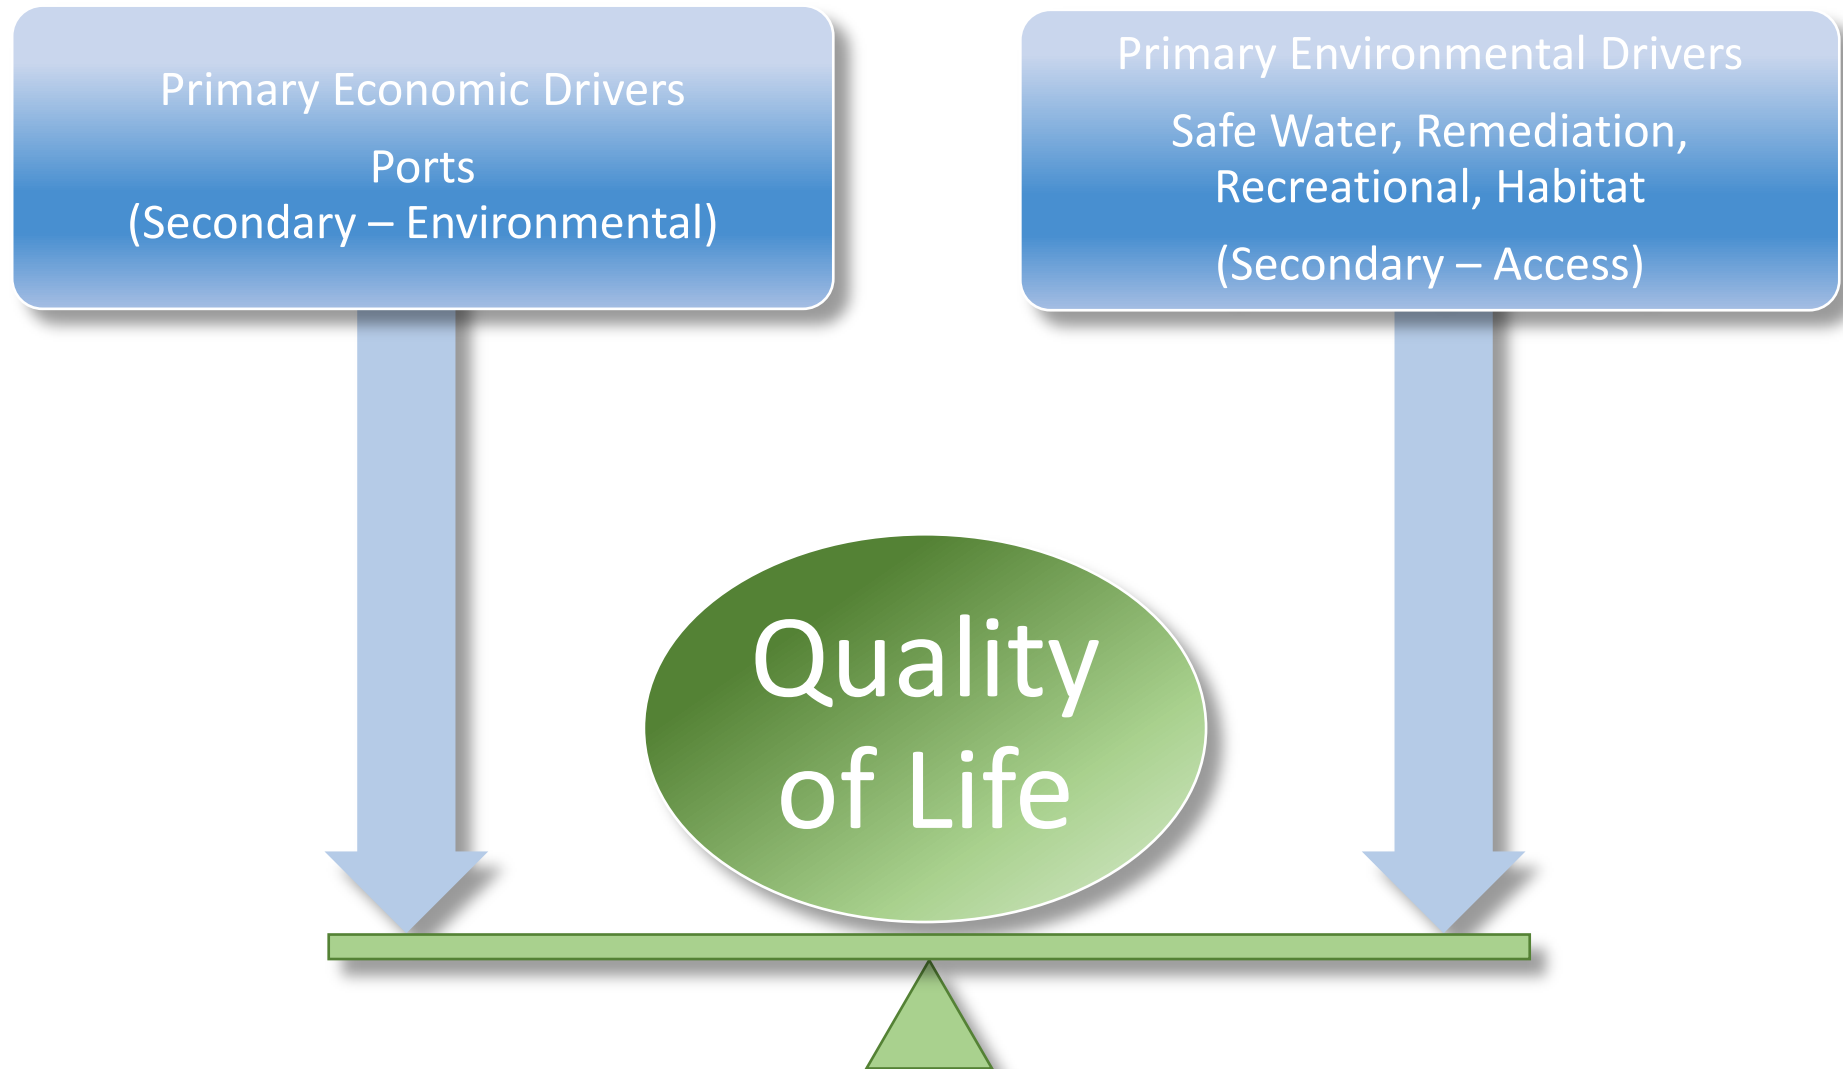 Primary Economic Drivers
Ports
(Secondary – Environmental)
Primary Environmental Drivers
Safe Water, Remediation,
Recreational, Habitat
(Secondary – Access)
Quality
of Life